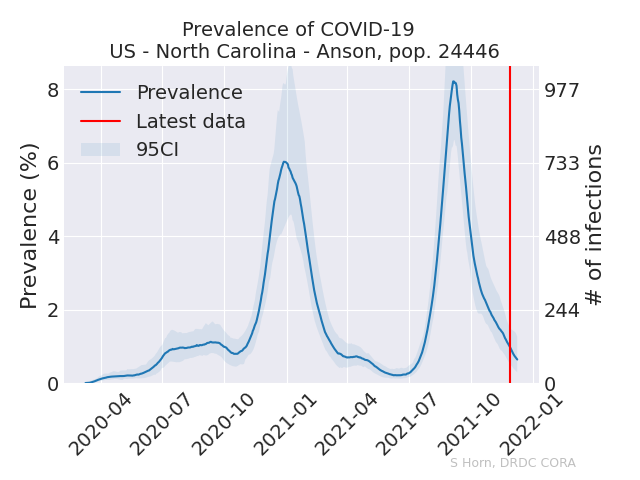 Prevalence of COVID-19
US - North Carolina - Anson, pop. 24446
Prevalence
Latest data
95CI
Prevalence (%)
8
6
4
2
0
977
733
488
244
0
# of infections
2020-04
2020-07
2020-10
2021-01
2021-04
2021-07
2021-10
2022-01
S Horn, DRDC CORA